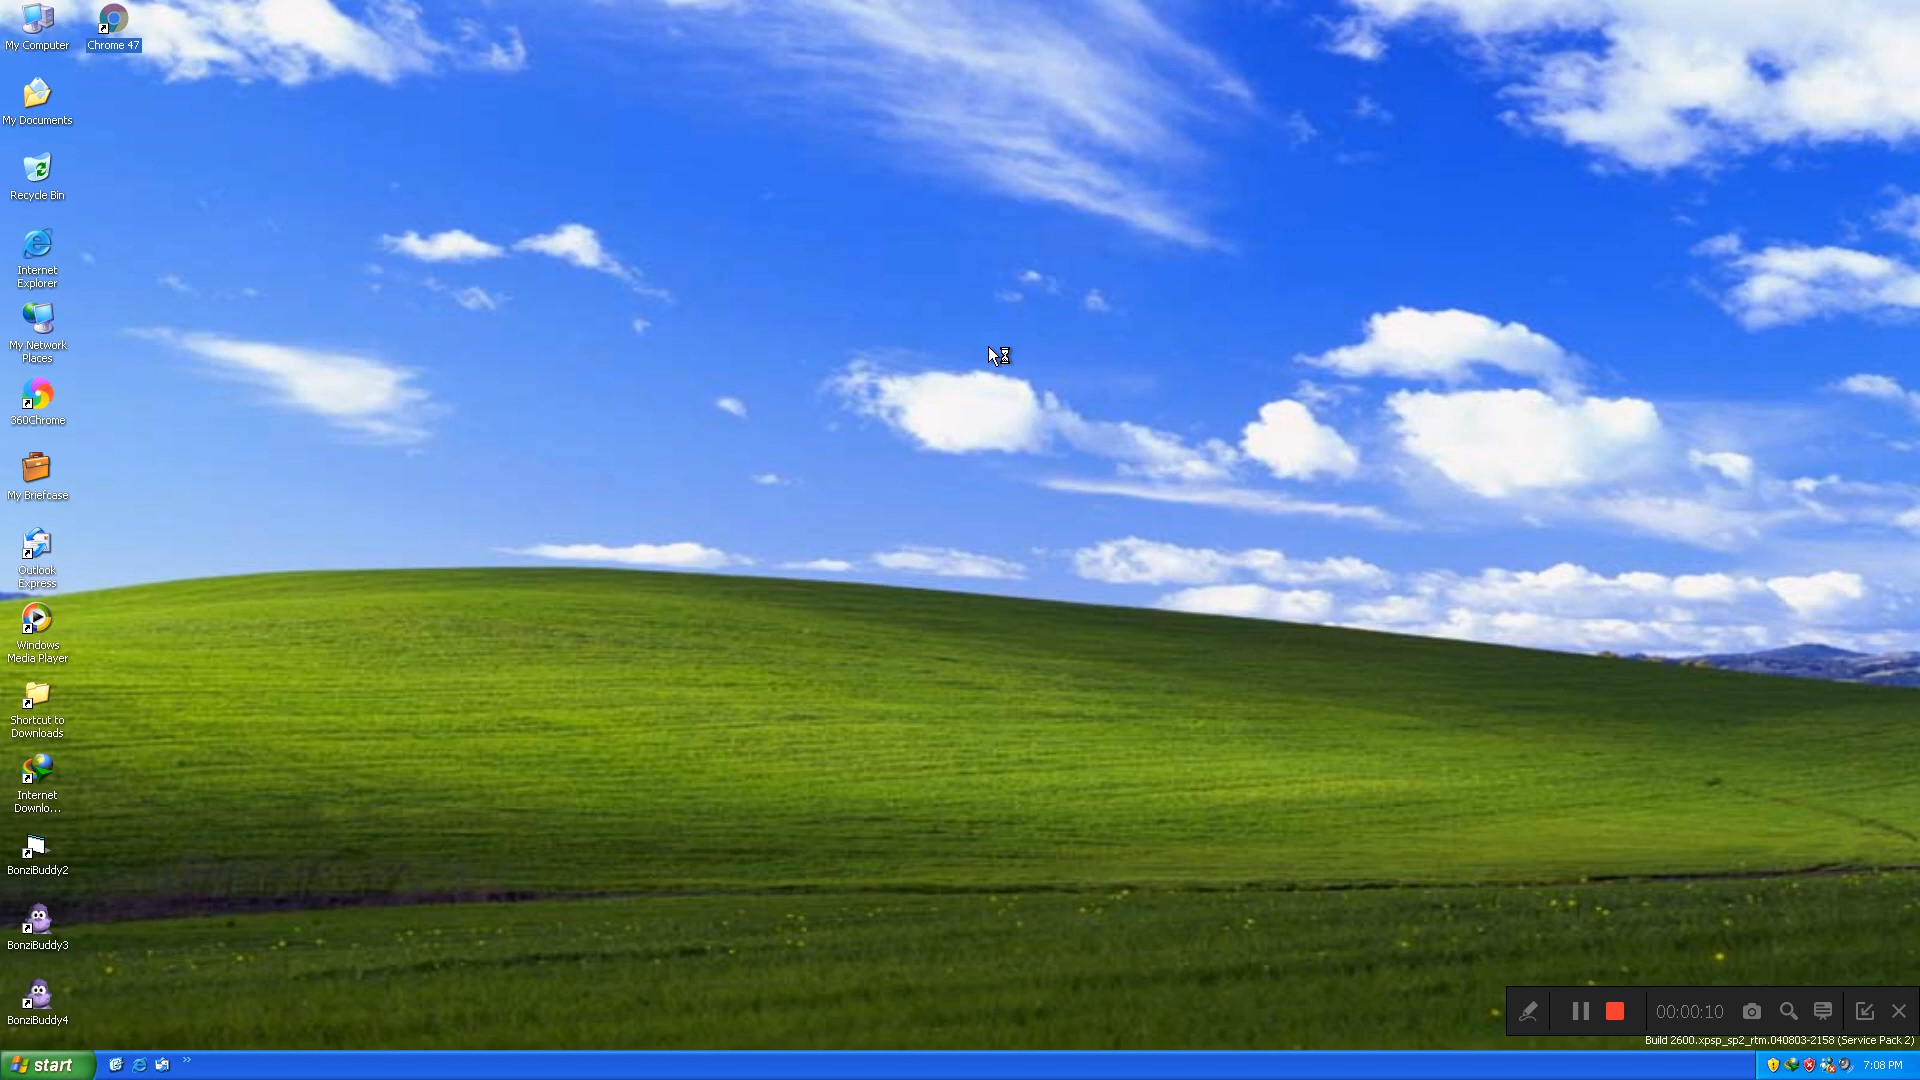 My Computer
Chrome 47
My Documents
Recycle Bin
Internet
Explorer
My Network
Places
360Chrome
My Briefcase
Outlook
Express
Windows
Media Player
Shortcut to
Downloads
Internet
Downlo...
BonziBuddy2
BonziBuddy3
BonziBuddy4
00:00:10
Build 2600.xpsp_sp2_rtm.040803-2158 (Service Pack 2)
start
7:08 PM